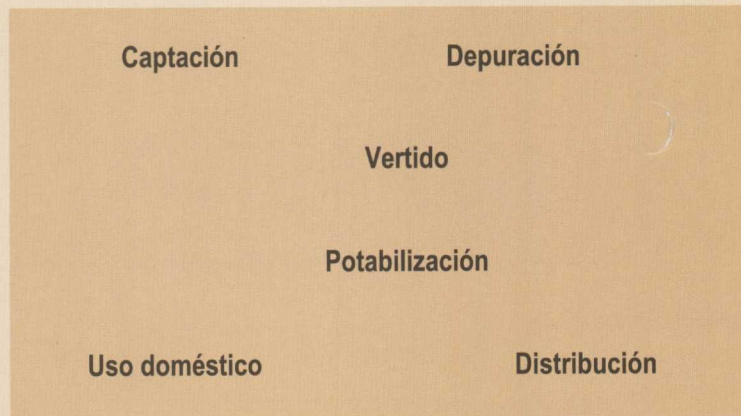 Captación Depuración
Vertido
Potabilización
Uso doméstico Distribución